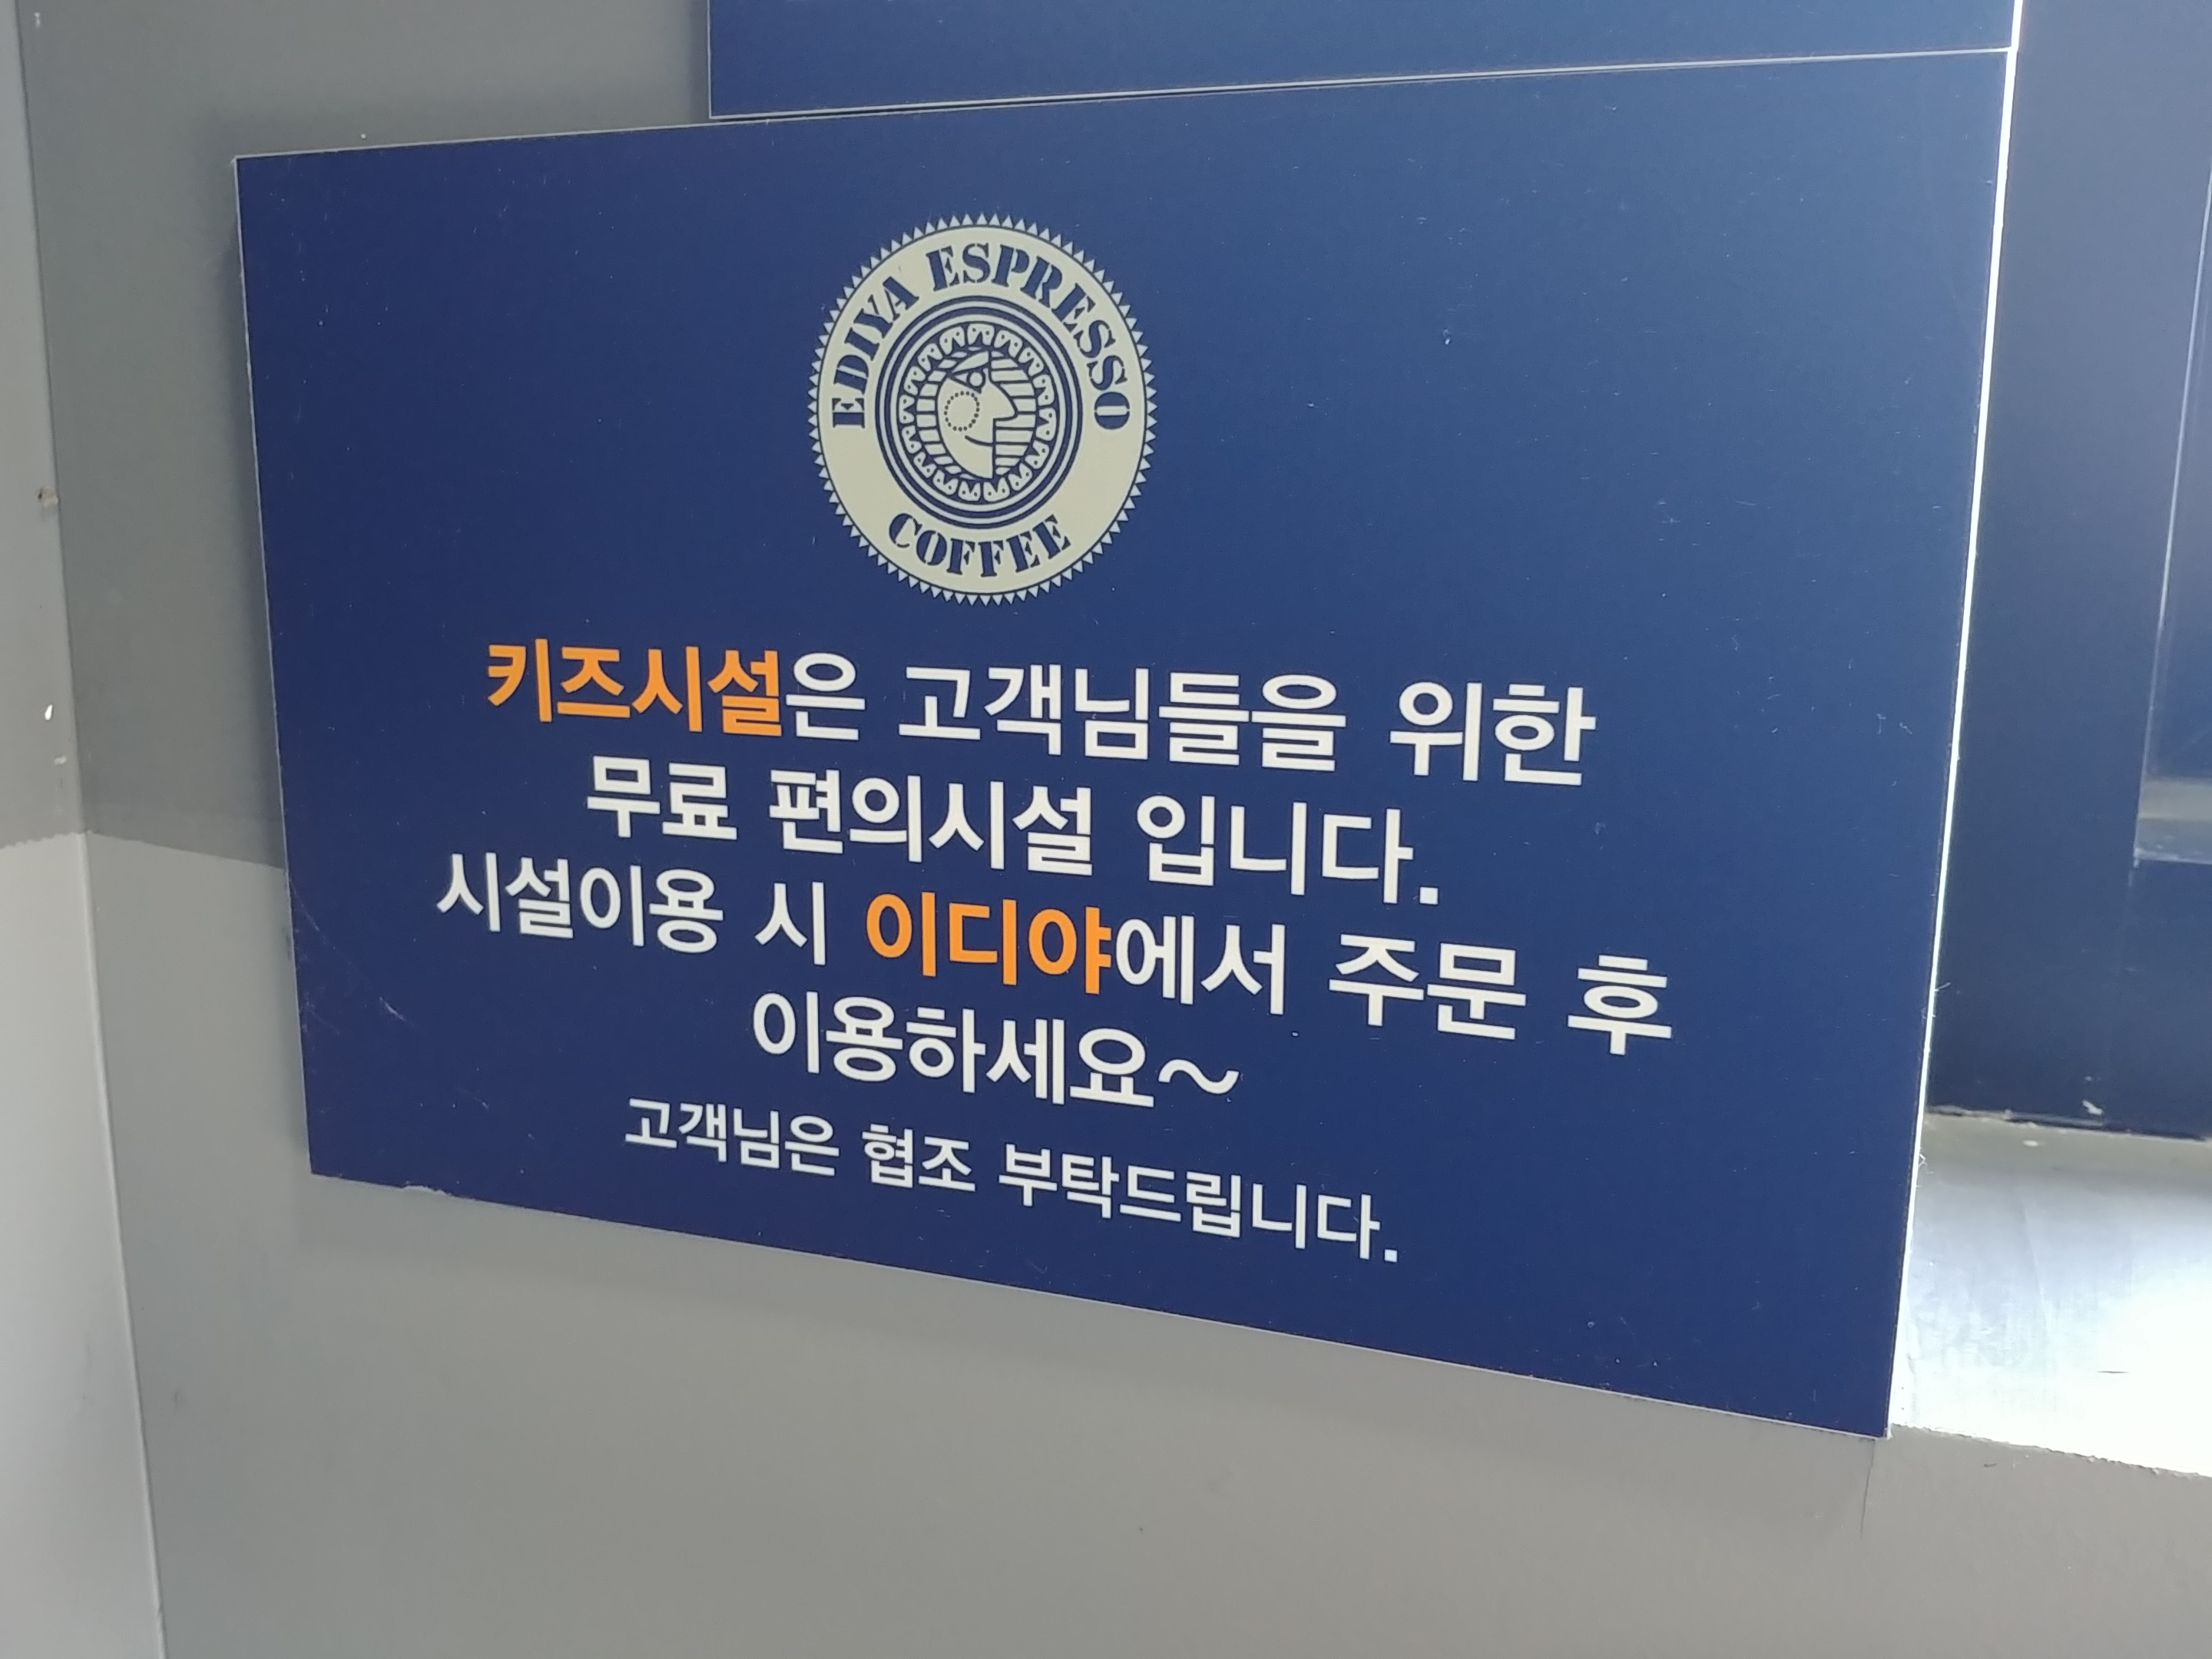 EDIYA ESPRESSO
COFFEE
키즈시설은 고객님들을 위한
무료 편의시설 입니다.
시설이용 시 이디야에서 주문 후
이용하세요~
고객님은 협조 부탁드립니다.